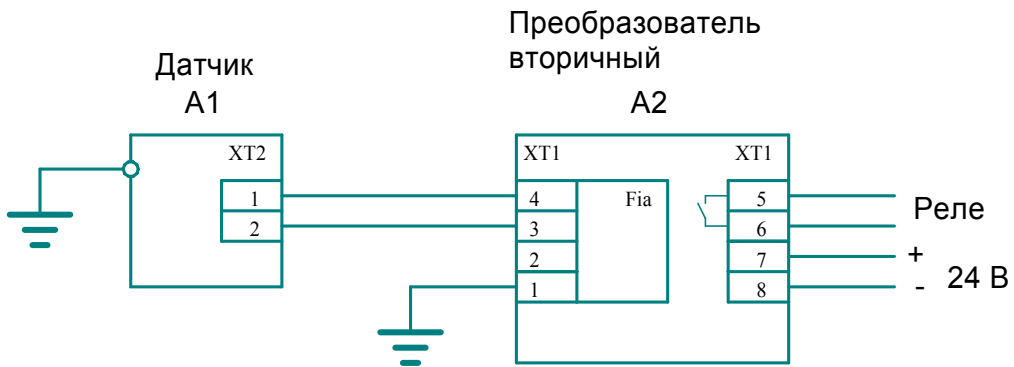 Преобразователь
вторичный
Датчик
А1
А2
XT2
XT1
XT1
1
4
Fia
5
Реле
2
3
6
2
7
+
24 В
1
8
-